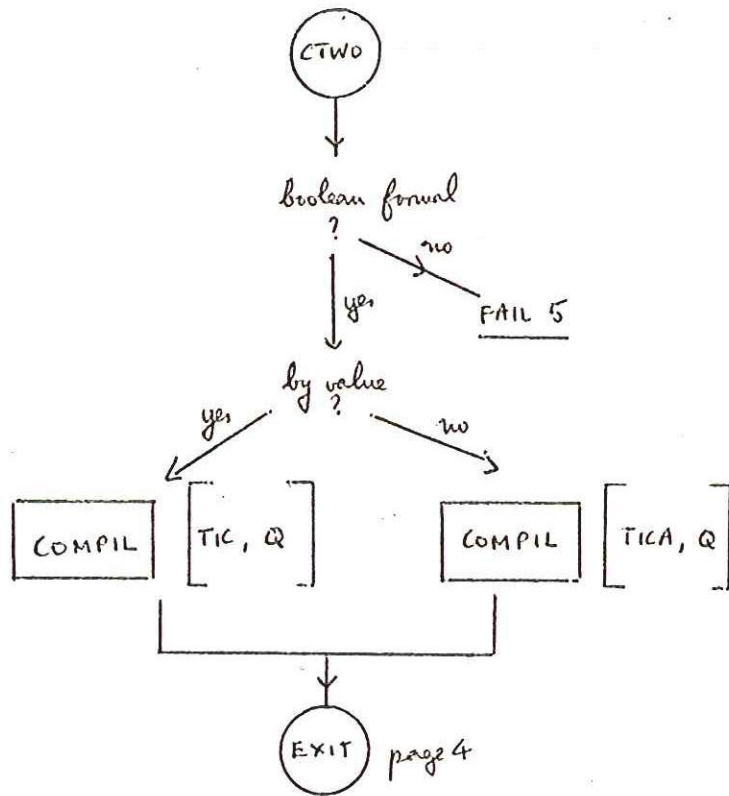 CTWO
boolean formal
?
no
yes
FAIL 5
by value
?
yes
no
COMPIL [TIC, Q]
COMPIL [TICA, Q]
EXIT page 4